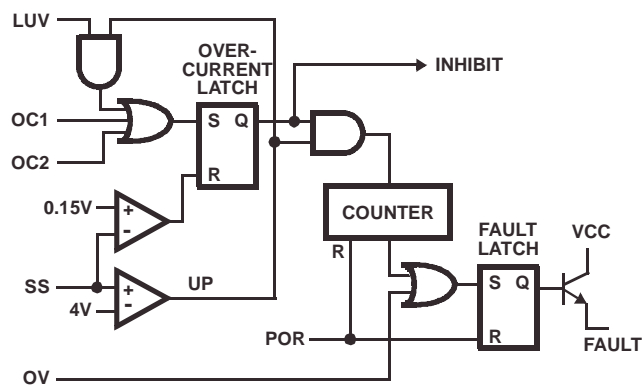 LUV
OVER-
CURRENT
LATCH
INHIBIT
OC1
S Q
OC2
R
0.15V
+
-
COUNTER
FAULT
LATCH
VCC
R
SS
+
-
UP
4V
S Q
POR
R
FAULT
OV